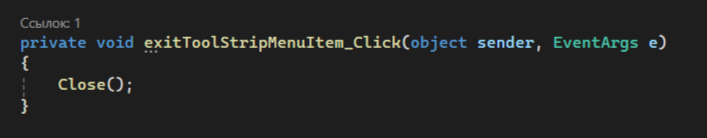 Ссылок: 1
private void exitToolStripMenuItem_Click(object sender, EventArgs e)
{
    Close();
}